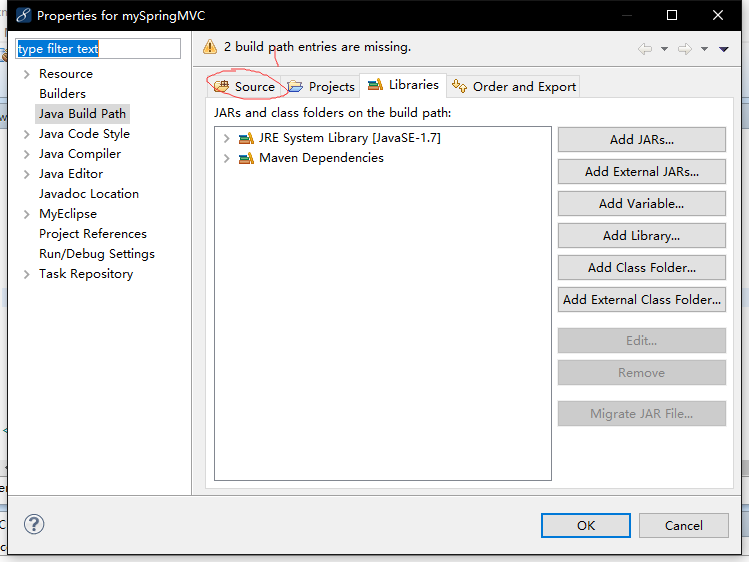 Properties for mySpringMVC
type filter text
2 build path entries are missing.
Resource
Builders
Java Build Path
Java Code Style
Java Compiler
Java Editor
Javadoc Location
MyEclipse
Project References
Run/Debug Settings
Task Repository
Source
Projects
Libraries
Order and Export
JARs and class folders on the build path:
JRE System Library [JavaSE-1.7]
Maven Dependencies
Add JARs...
Add External JARs...
Add Variable...
Add Library...
Add Class Folder...
Add External Class Folder...
Edit...
Remove
Migrate JAR File...
?
OK
Cancel